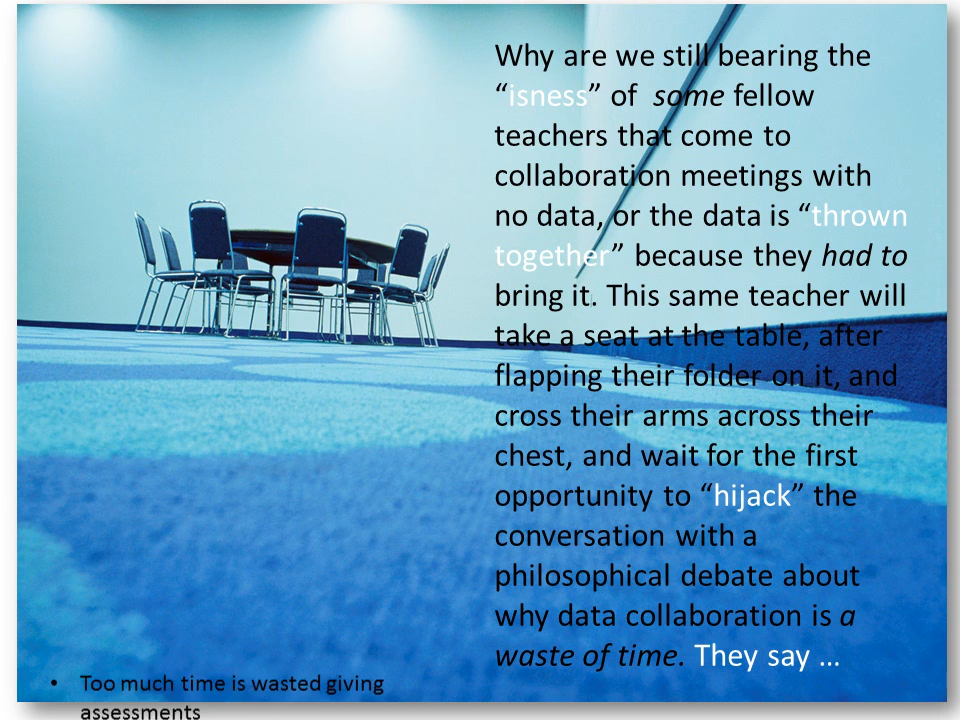 Why are we still bearing the
“isness” of some fellow
teachers that come to
collaboration meetings with
no data, or the data is “thrown
together” because they had to
bring it. This same teacher will
take a seat at the table, after
flapping their folder on it, and
cross their arms across their
chest, and wait for the first
opportunity to “hijack” the
conversation with a
philosophical debate about
why data collaboration is a
waste of time. They say …
• Too much time is wasted giving
assessments